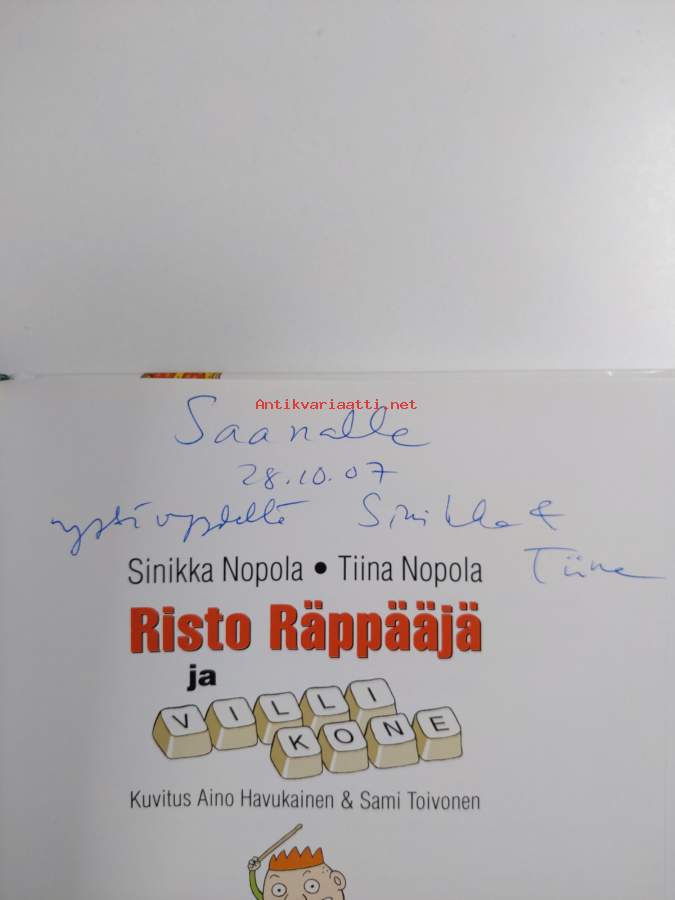 Antikvariaatti.net
Saanalle
28.10.07
ystävyydellä Sinikka &
Tiina
Sinikka Nopola • Tiina Nopola
Risto Räppääjä
ja
VILLI
KONE
Kuvitus Aino Havukainen & Sami Toivonen